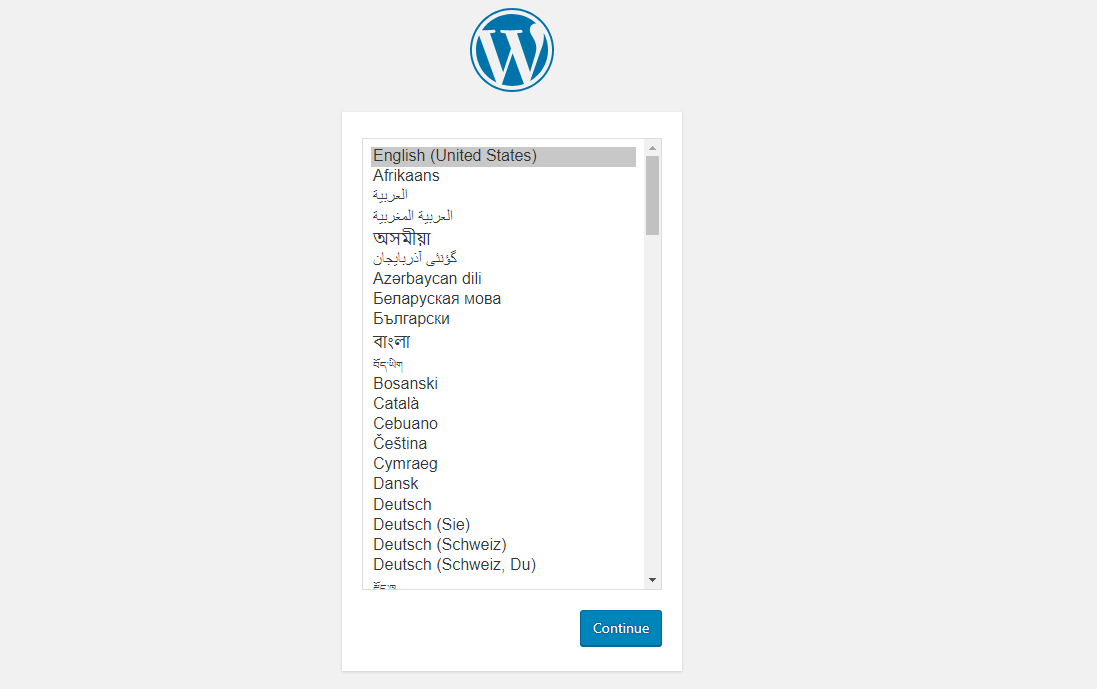 English (United States)
Afrikaans
العربية
العربية المغربية
অসমীয়া
گؤنئی آذربایجان
Azərbaycan dili
Беларуская мова
Български
বাংলা
བོད་ཡིག
Bosanski
Català
Cebuano
Čeština
Cymraeg
Dansk
Deutsch
Deutsch (Sie)
Deutsch (Schweiz)
Deutsch (Schweiz, Du)
Continue